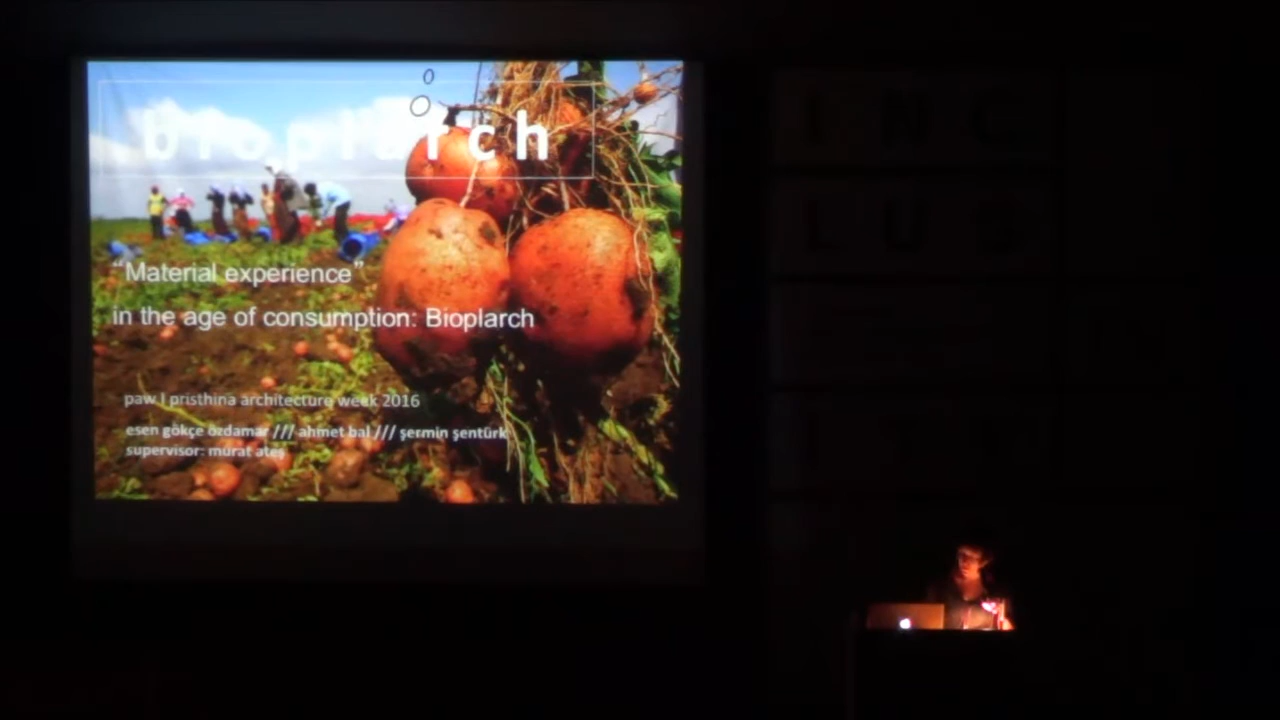 bioplarch
“Material experience”
in the age of consumption: Bioplarch
paw I pristhina architecture week 2016
esen gökçe özdamar /// ahmet bal /// şermin şentürk
supervisor: murat ateş
I N C
L U S